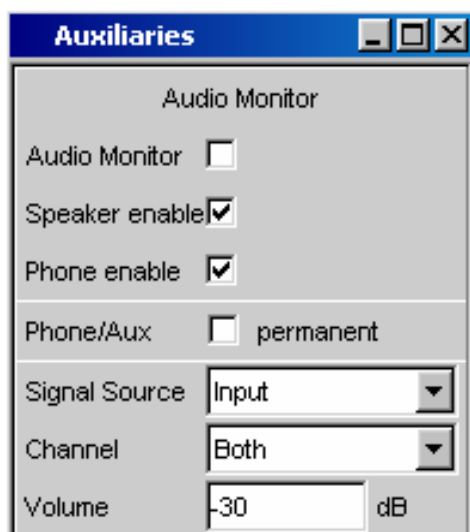 Auxiliaries
Audio Monitor
Audio Monitor
Speaker enable
Phone enable
Phone/Aux permanent
Signal Source Input
Channel Both
Volume -30 dB